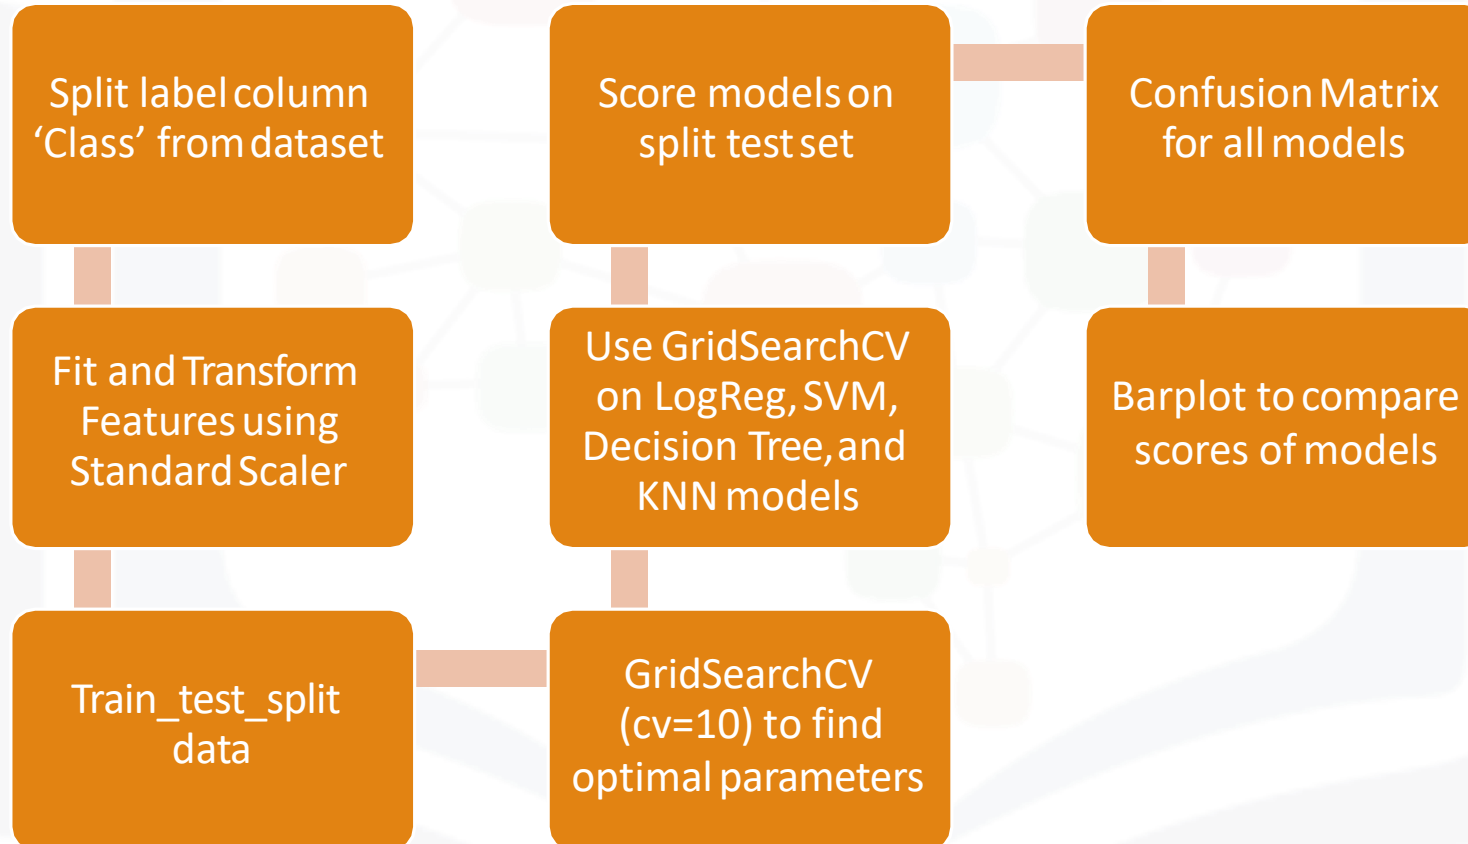 Split label column
‘Class’ from dataset
Fit and Transform
Features using
Standard Scaler
Train_test_split
data
GridSearchCV
(cv=10) to find
optimal parameters
Use GridSearchCV
on LogReg, SVM,
Decision Tree, and
KNN models
Score models on
split test set
Confusion Matrix
for all models
Barplot to compare
scores of models